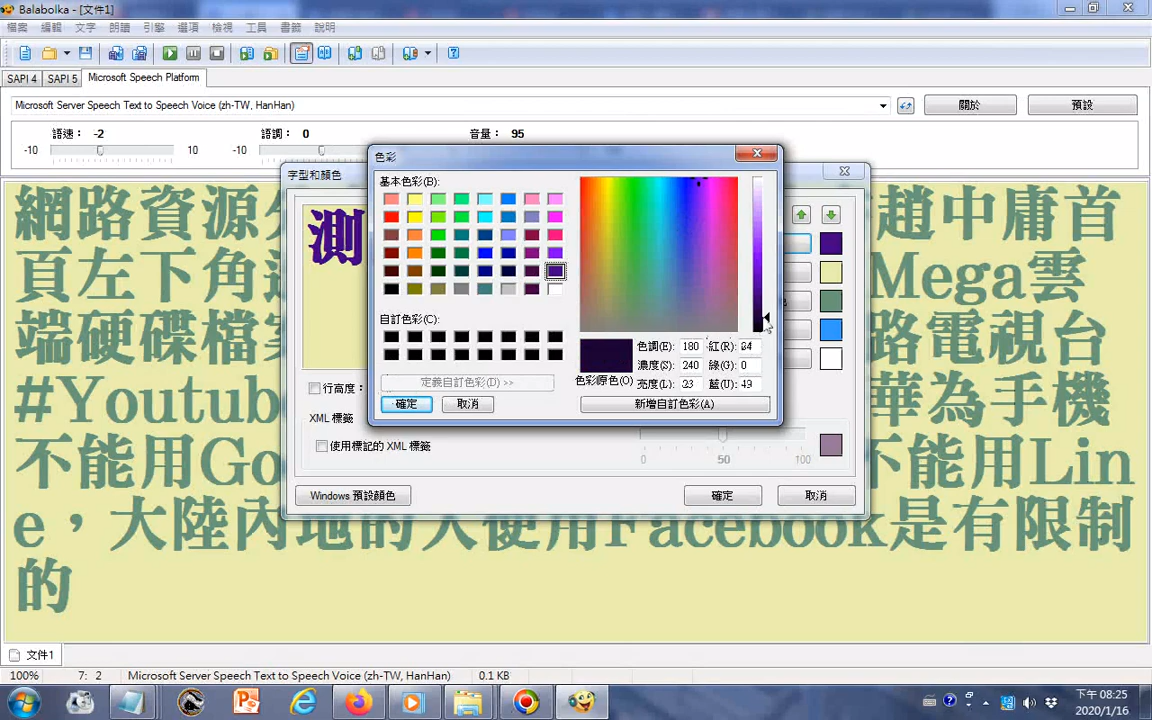 Balabolka - [文件1]
檔案 編輯 文字 朗讀 引擎 選項 檢視 工具 書籤 說明
SAPI 4 SAPI 5 Microsoft Speech Platform
Microsoft Server Speech Text to Speech Voice (zh-TW, HanHan)
關於 預設
語速： -2 語調： 0 音量： 95
-10 10 -10
色彩
字型和顏色
基本色彩(B):
測
自訂色彩(C):
色調(E): 180 紅(R):
濃度(S): 240 綠(G): 0
色彩|原色(O) 亮度(L): 23 藍(U): 49
定義自訂色彩(D) >>
確定 取消 新增自訂色彩(A)
行高度：
XML 標籤
使用標記的 XML 標籤
0 50 100
Windows 預設顏色 確定 取消
網路資源 趙中庸首
頁左下角 Mega雲
端硬碟檔 路電視台
#Youtub 華為手機
不能用Go 不能用Lin
e，大陸內地的人使用Facebook是有限制
的
文件1
100% 7: 2 Microsoft Server Speech Text to Speech Voice (zh-TW, HanHan) 0.1 KB
下午 08:25
2020/1/16